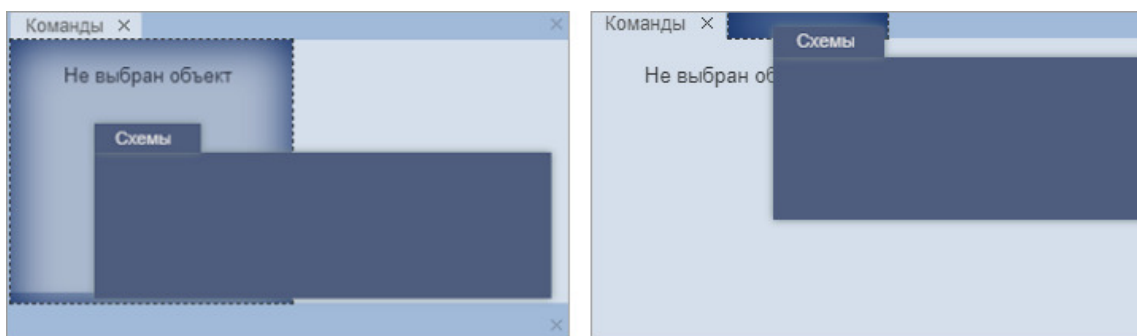 Команды
Не выбран объект
Схемы
Команды
Схемы
Не выбран об